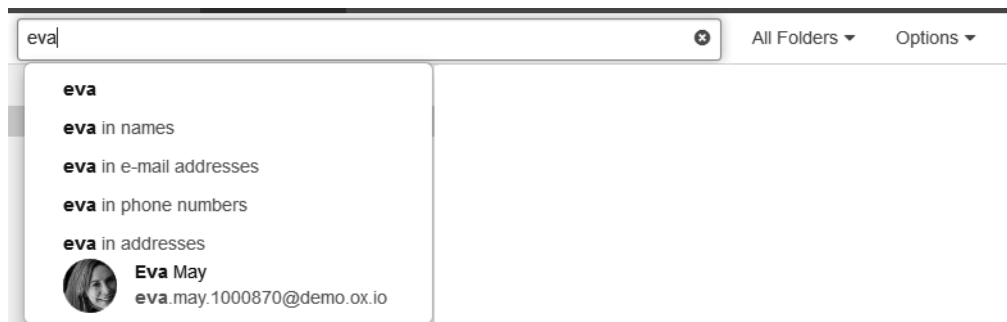 eva All Folders Options
eva
eva in names
eva in e-mail addresses
eva in phone numbers
eva in addresses
Eva May
eva.may.1000870@demo.ox.io